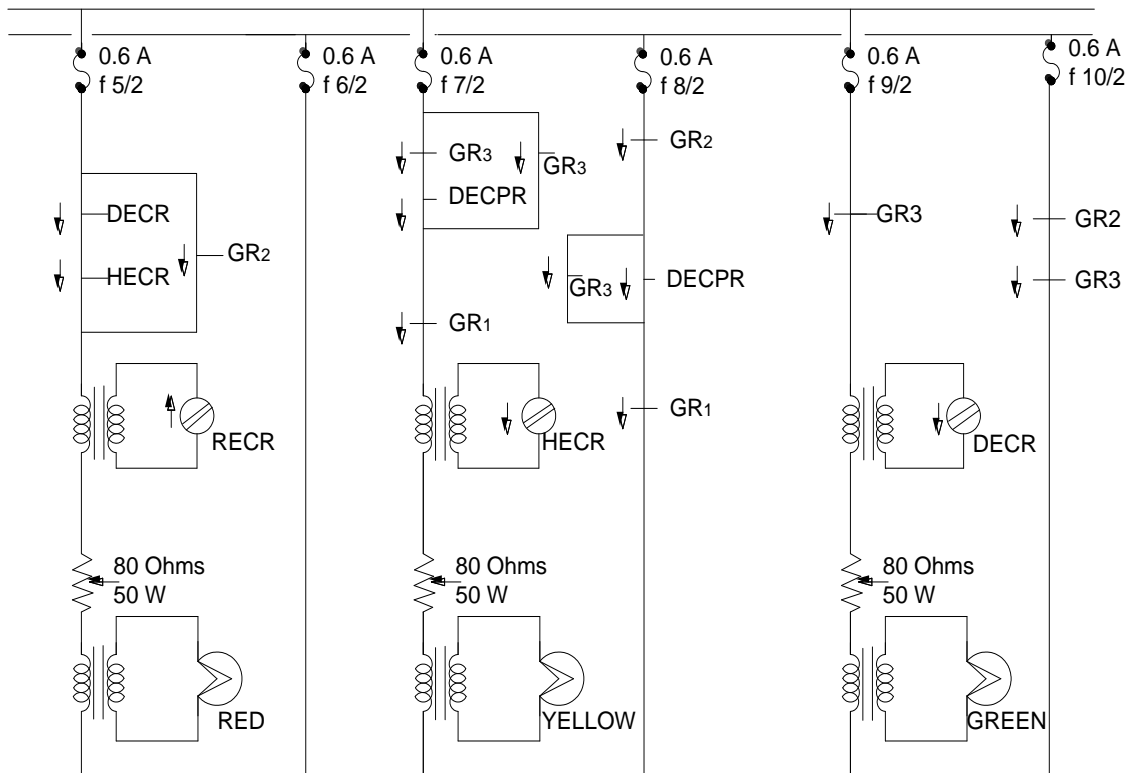 0.6 A
f 5/2
0.6 A
f 6/2
0.6 A
f 7/2
0.6 A
f 8/2
0.6 A
f 9/2
0.6 A
f 10/2
DECR
HECR
GR2
RECR
80 Ohms
50 W
RED
GR3
GR3
DECPR
GR1
HECR
80 Ohms
50 W
YELLOW
GR2
GR3
DECPR
GR1
GR3
DECR
80 Ohms
50 W
GREEN
GR2
GR3